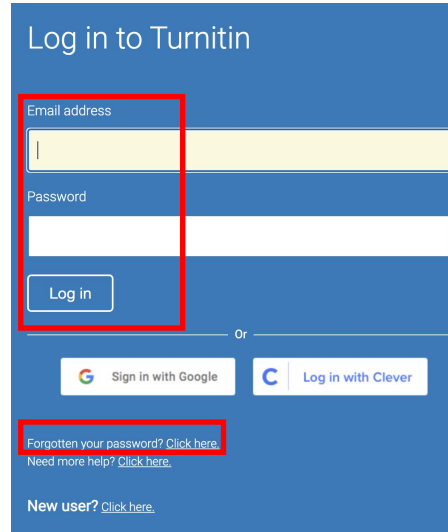 Log in to Turnitin
Email address
Password
Log in
Or
Sign in with Google
Log in with Clever
Forgotten your password? Click here.
Need more help? Click here.
New user? Click here.